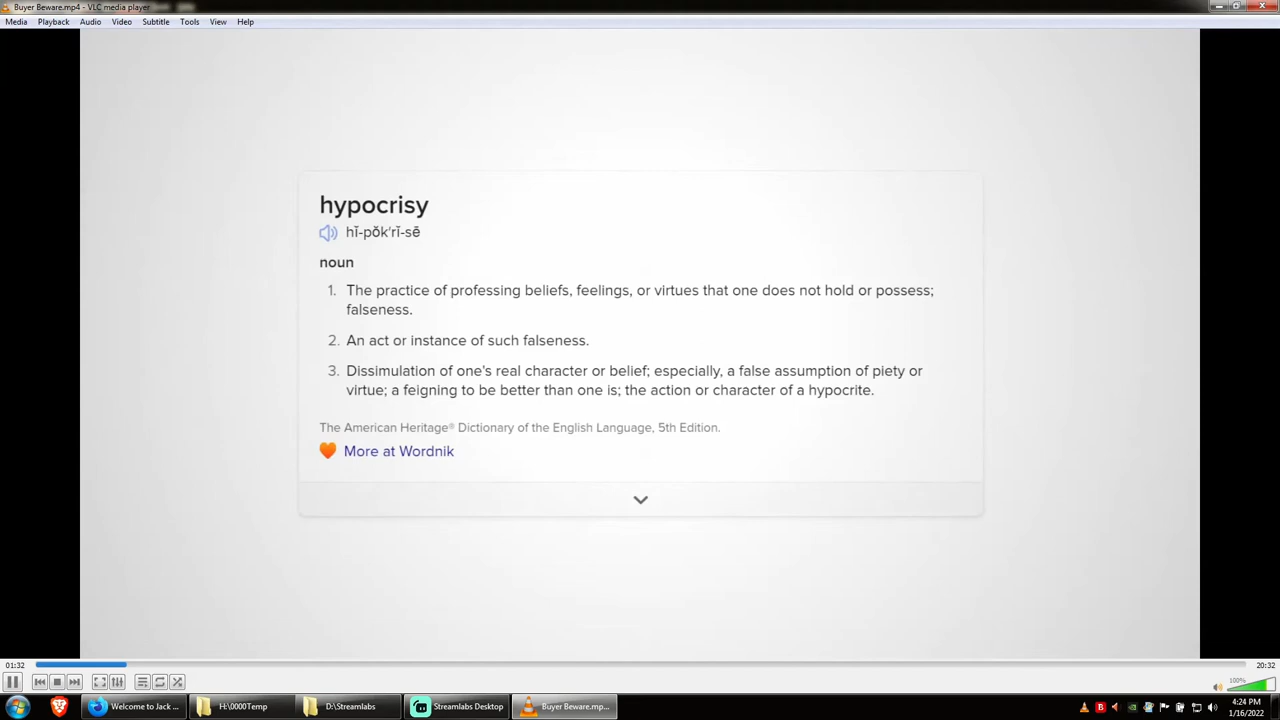 Buyer Beware.mp4 - VLC media player
Media Playback Audio Video Subtitle Tools View Help
hypocrisy
hĭ-pŏk′rĭ-sē
noun
1. The practice of professing beliefs, feelings, or virtues that one does not hold or possess;
falseness.
2. An act or instance of such falseness.
3. Dissimulation of one's real character or belief; especially, a false assumption of piety or
virtue; a feigning to be better than one is; the action or character of a hypocrite.
The American Heritage® Dictionary of the English Language, 5th Edition.
More at Wordnik
01:32 20:32
100%
Welcome to Jack ... H:\0000Temp D:\Streamlabs Streamlabs Desktop Buyer Beware.mp... 4:24 PM
1/16/2022